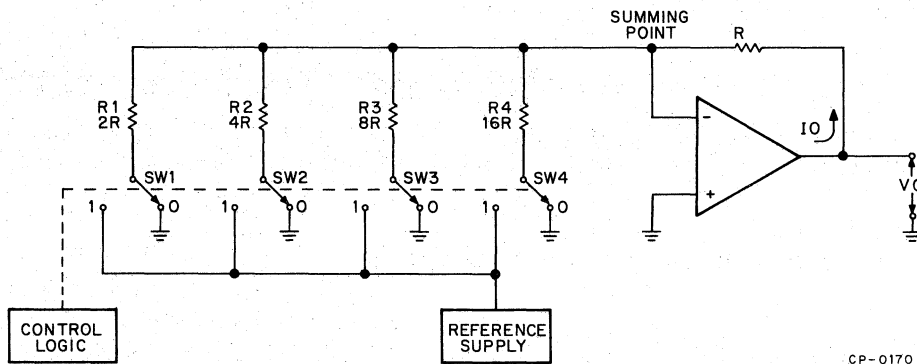 SUMMING
POINT
R
R1
2R
R2
4R
R3
8R
R4
16R
-
IO
SW1
SW2
SW3
SW4
+
1
0
1
0
1
0
1
0
CONTROL
LOGIC
REFERENCE
SUPPLY
CP-0170